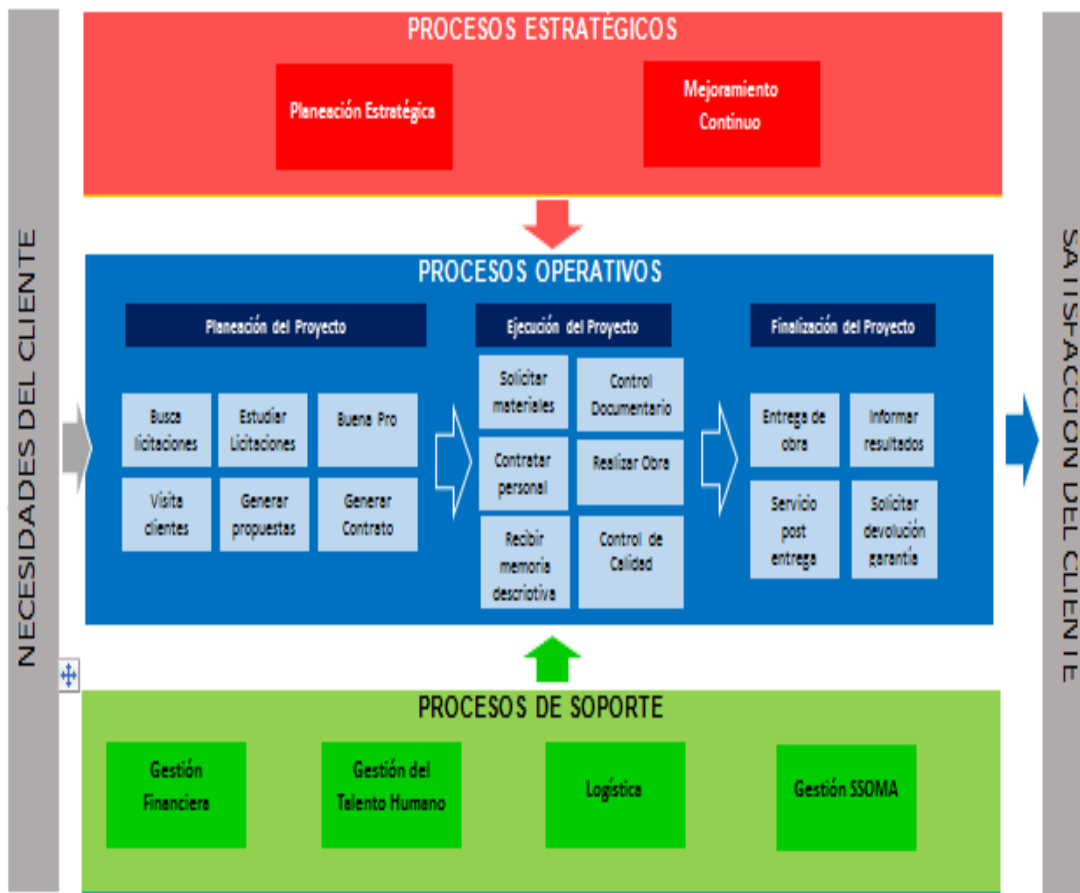 NECESIDADES DEL CLIENTE
PROCESOS ESTRATÉGICOS
Planeación Estratégica
Mejoramiento
Continuo
PROCESOS OPERATIVOS
Planeación del Proyecto
Busca
licitaciones
Estudiar
Licitaciones
Buena Pro
Visita
clientes
Generar
propuestas
Generar
Contrato
Ejecución del Proyecto
Solicitar
materiales
Control
Documentario
Contratar
personal
Realizar Obra
Recibir
memoria
descriptiva
Control de
Calidad
Finalización del Proyecto
Entrega de
obra
Informar
resultados
Servicio
post
entrega
Solicitar
devolución
garantía
PROCESOS DE SOPORTE
Gestión
Financiera
Gestión del
Talento Humano
Logística
Gestión SSOMA
SATISFACCION DEL CLIENTE